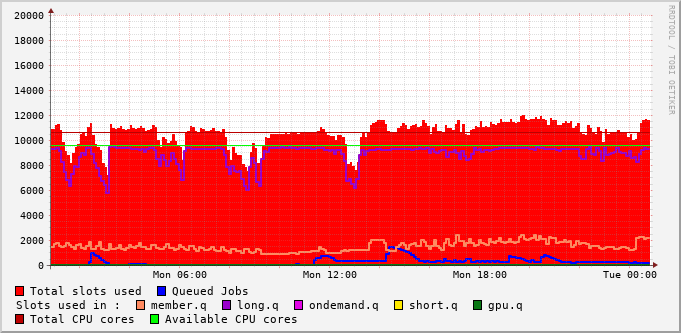 20000
18000
16000
14000
12000
10000
8000
6000
4000
2000
0
Mon 06:00 Mon 12:00 Mon 18:00 Tue 00:00
Total slots used Queued Jobs
Slots used in : member.q long.q ondemand.q short.q gpu.q
Total CPU cores Available CPU cores
RRDTOOL / TOBI OETIKER